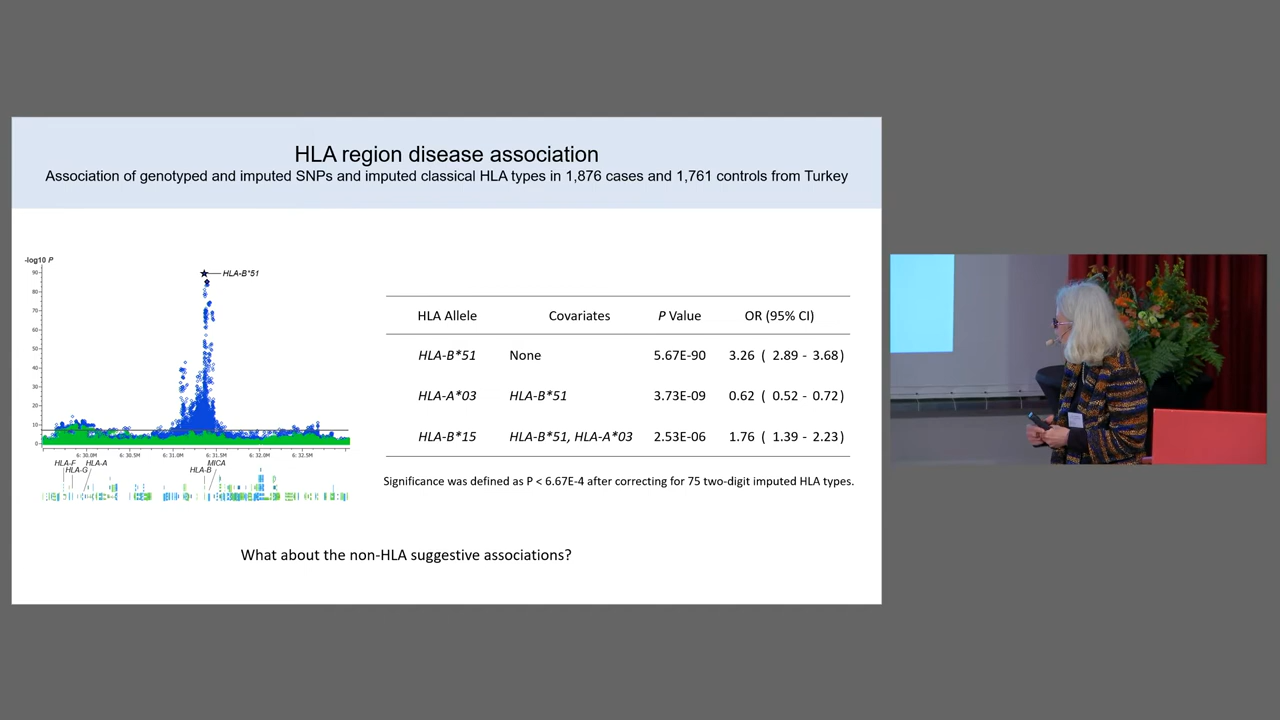 HLA region disease association
Association of genotyped and imputed SNPs and imputed classical HLA types in 1,876 cases and 1,761 controls from Turkey
-log10 P
90
80
70
60
50
40
30
20
10
0
HLA-B*51
6: 30.0M 6: 30.5M 6: 31.0M 6: 31.5M 6: 32.0M 6: 32.5M
HLA-F HLA-A MICA
HLA-G HLA-B
HLA Allele Covariates P Value OR (95% CI)
HLA-B*51 None 5.67E-90 3.26 ( 2.89 - 3.68)
HLA-A*03 HLA-B*51 3.73E-09 0.62 ( 0.52 - 0.72)
HLA-B*15 HLA-B*51, HLA-A*03 2.53E-06 1.76 ( 1.39 - 2.23)
Significance was defined as P < 6.67E-4 after correcting for 75 two-digit imputed HLA types.
What about the non-HLA suggestive associations?